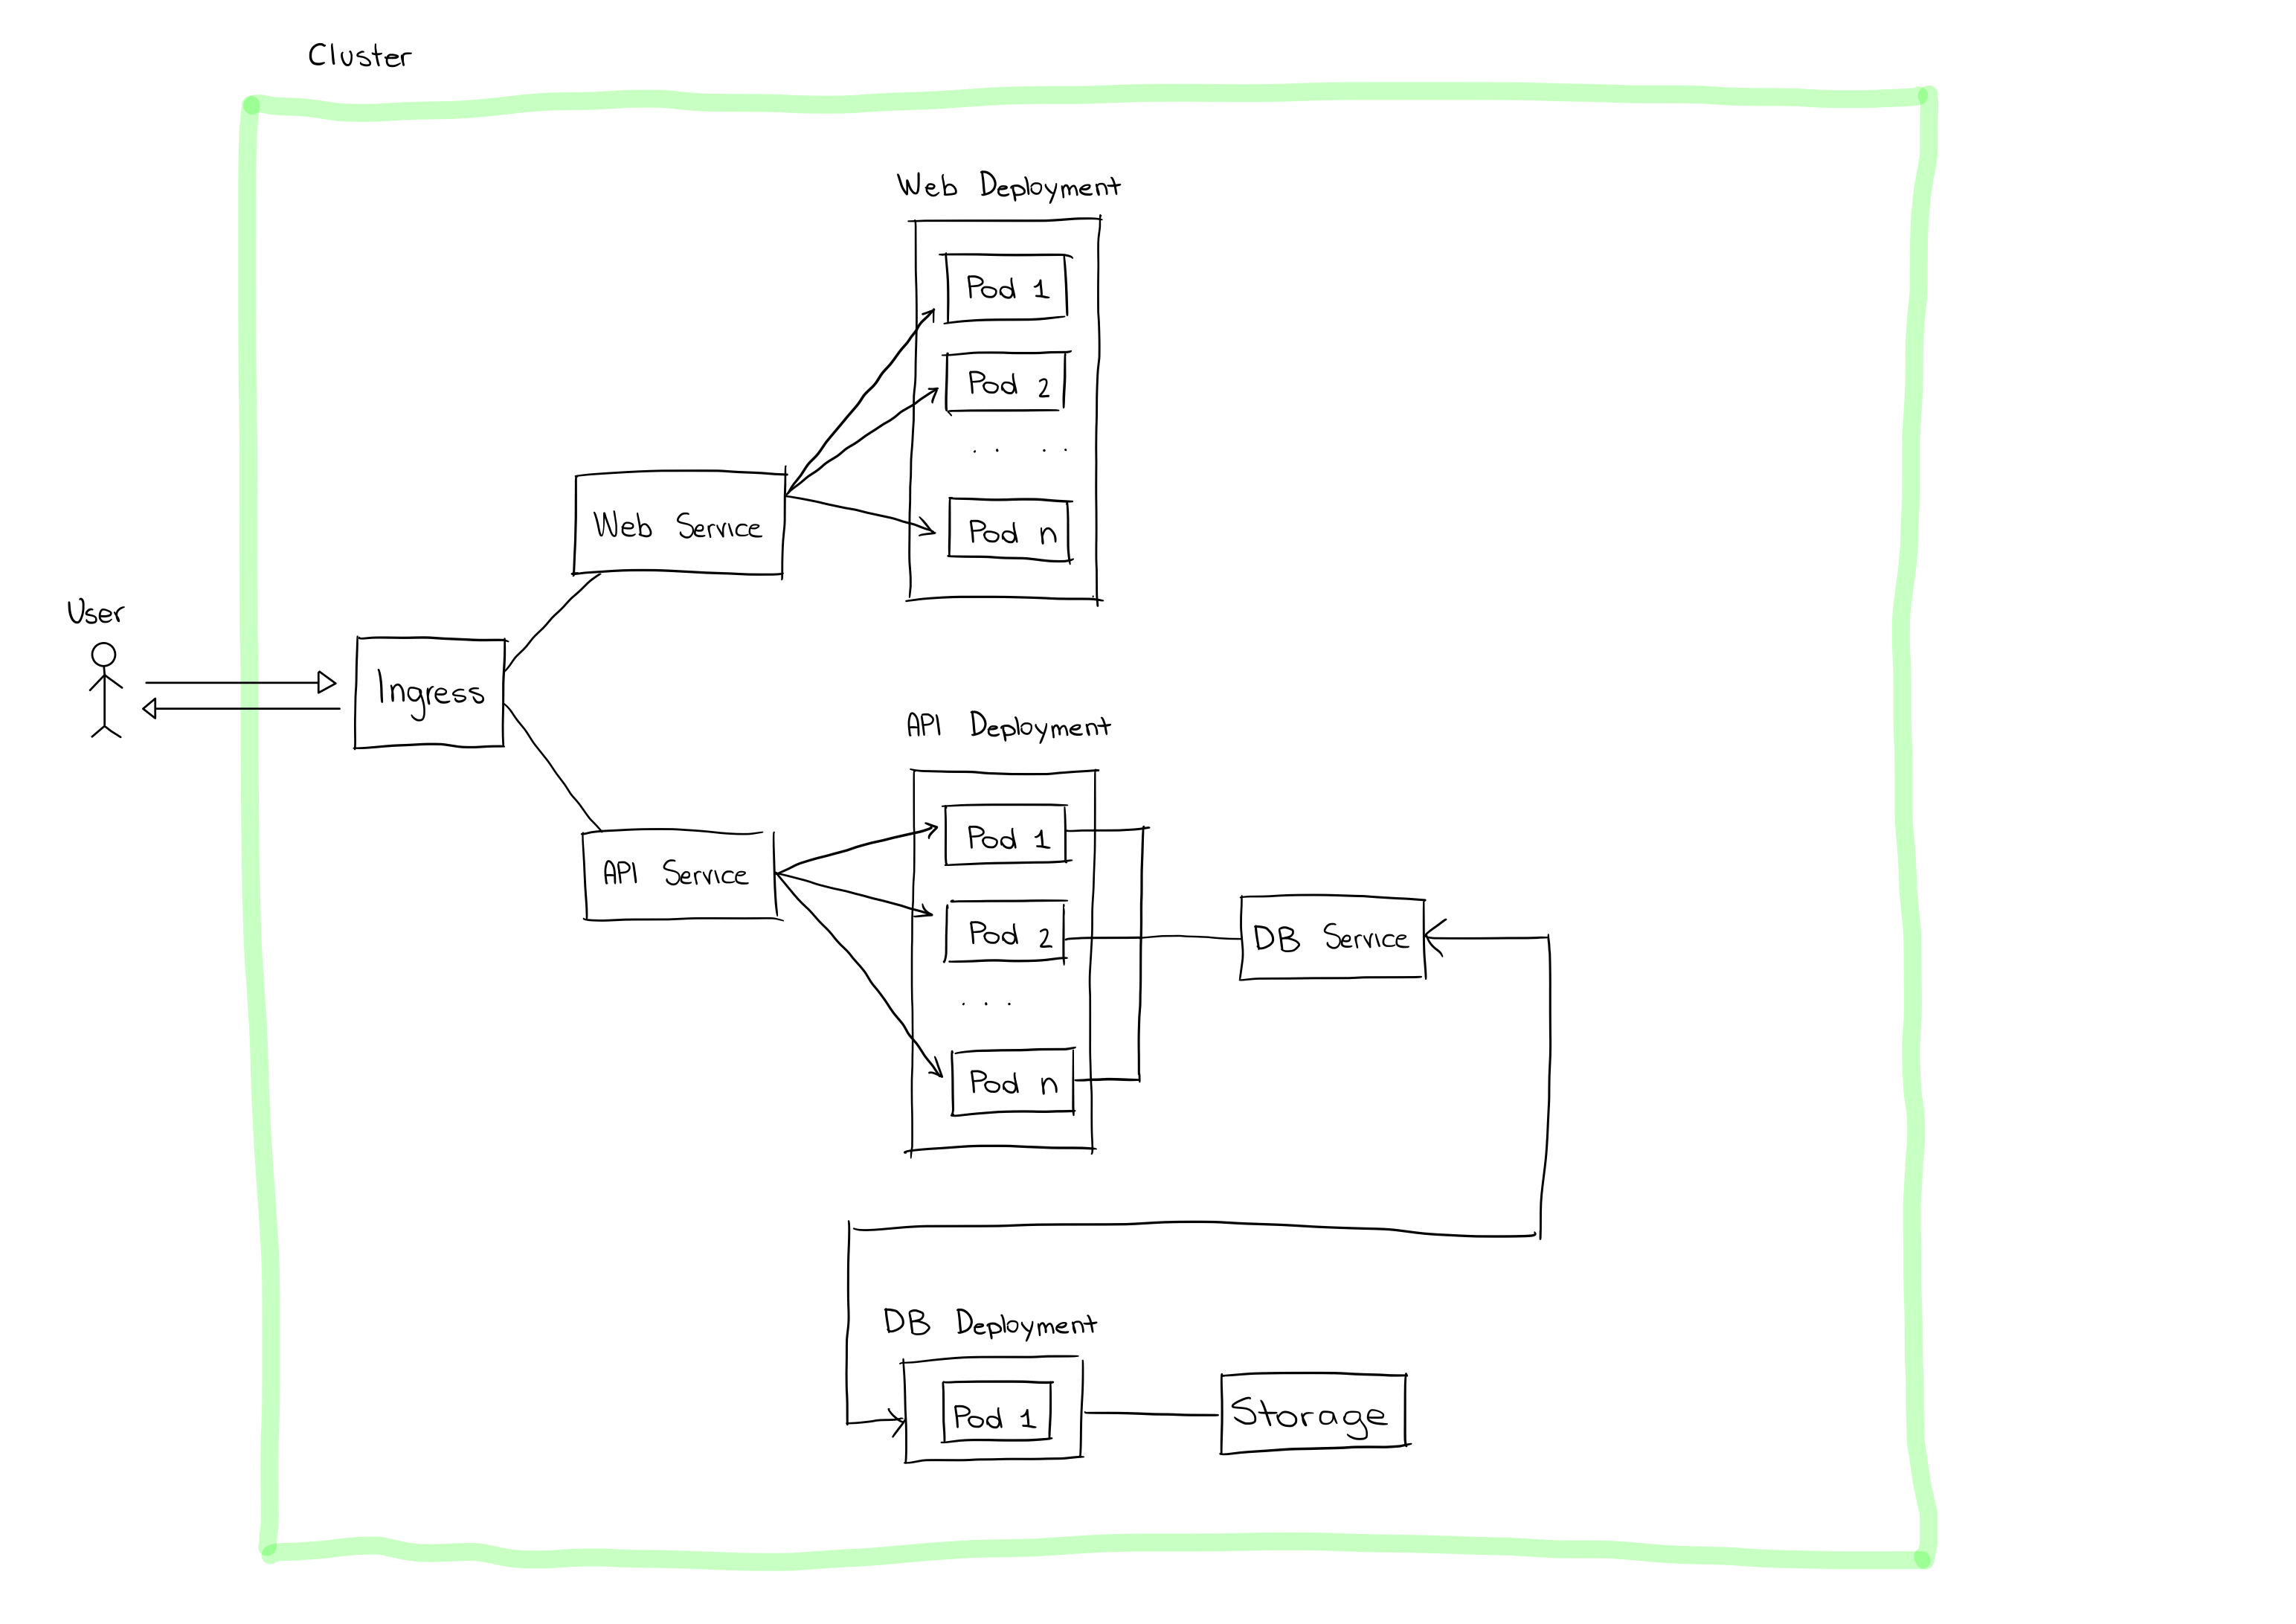 Cluster
Web Deployment
Pod 1
Pod 2
. . . .
Pod n
Web Service
User
Ingress
API Deployment
Pod 1
API Service
Pod 2
DB Service
. . .
Pod n
DB Deployment
Pod 1
Storage